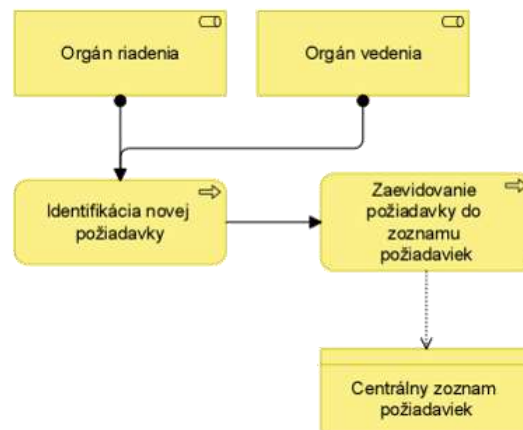 Orgán riadenia
Orgán vedenia
Identifikácia novej
požiadavky
Zaevidovanie
požiadavky do
zoznamu
požiadaviek
Centrálny zoznam
požiadaviek